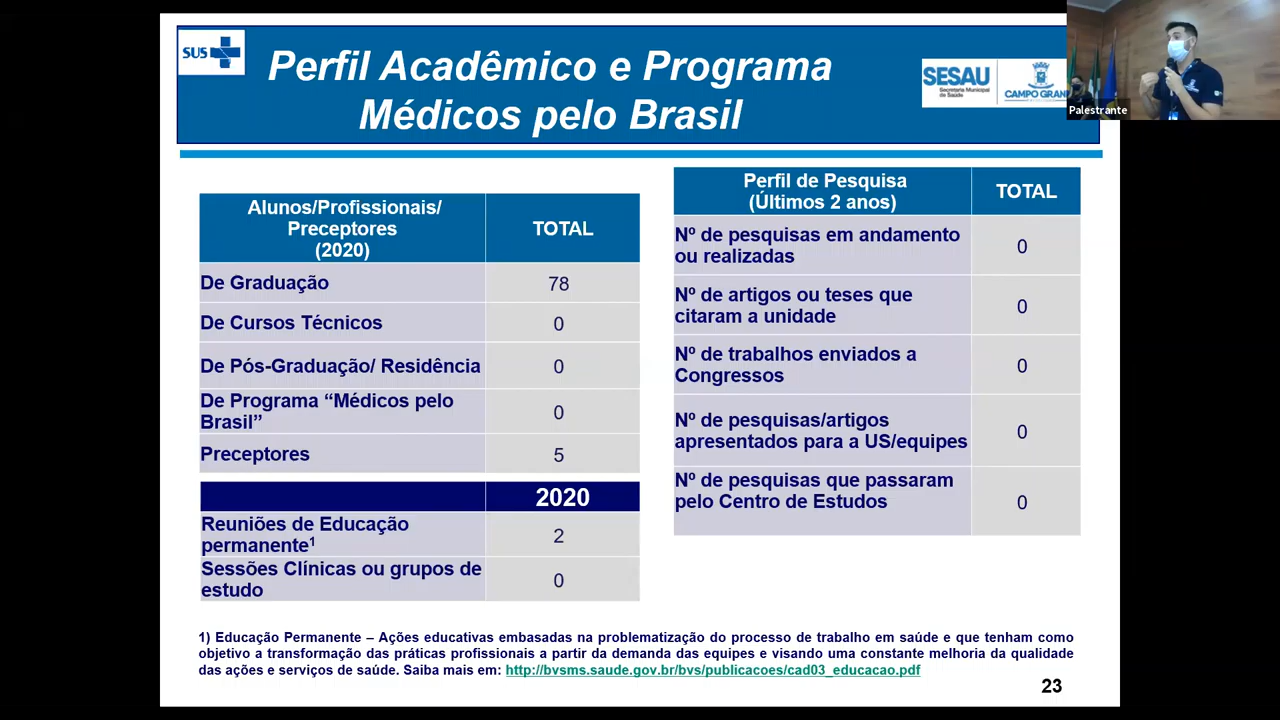 SUS
Perfil Acadêmico e Programa
Médicos pelo Brasil
SESAU
Secretaria Municipal
de Saúde
Palestrante
Alunos/Profissionais/
Preceptores
(2020)
TOTAL
De Graduação
78
De Cursos Técnicos
0
De Pós-Graduação/ Residência
0
De Programa “Médicos pelo
Brasil”
0
Preceptores
5
2020
Reuniões de Educação
permanente¹
2
Sessões Clínicas ou grupos de
estudo
0
Perfil de Pesquisa
(Últimos 2 anos)
TOTAL
Nº de pesquisas em andamento
ou realizadas
0
Nº de artigos ou teses que
citaram a unidade
0
Nº de trabalhos enviados a
Congressos
0
Nº de pesquisas/artigos
apresentados para a US/equipes
0
Nº de pesquisas que passaram
pelo Centro de Estudos
0
1) Educação Permanente – Ações educativas embasadas na problematização do processo de trabalho em saúde e que tenham como
objetivo a transformação das práticas profissionais a partir da demanda das equipes e visando uma constante melhoria da qualidade
das ações e serviços de saúde. Saiba mais em: http://bvsms.saude.gov.br/bvs/publicacoes/cad03_educacao.pdf
23